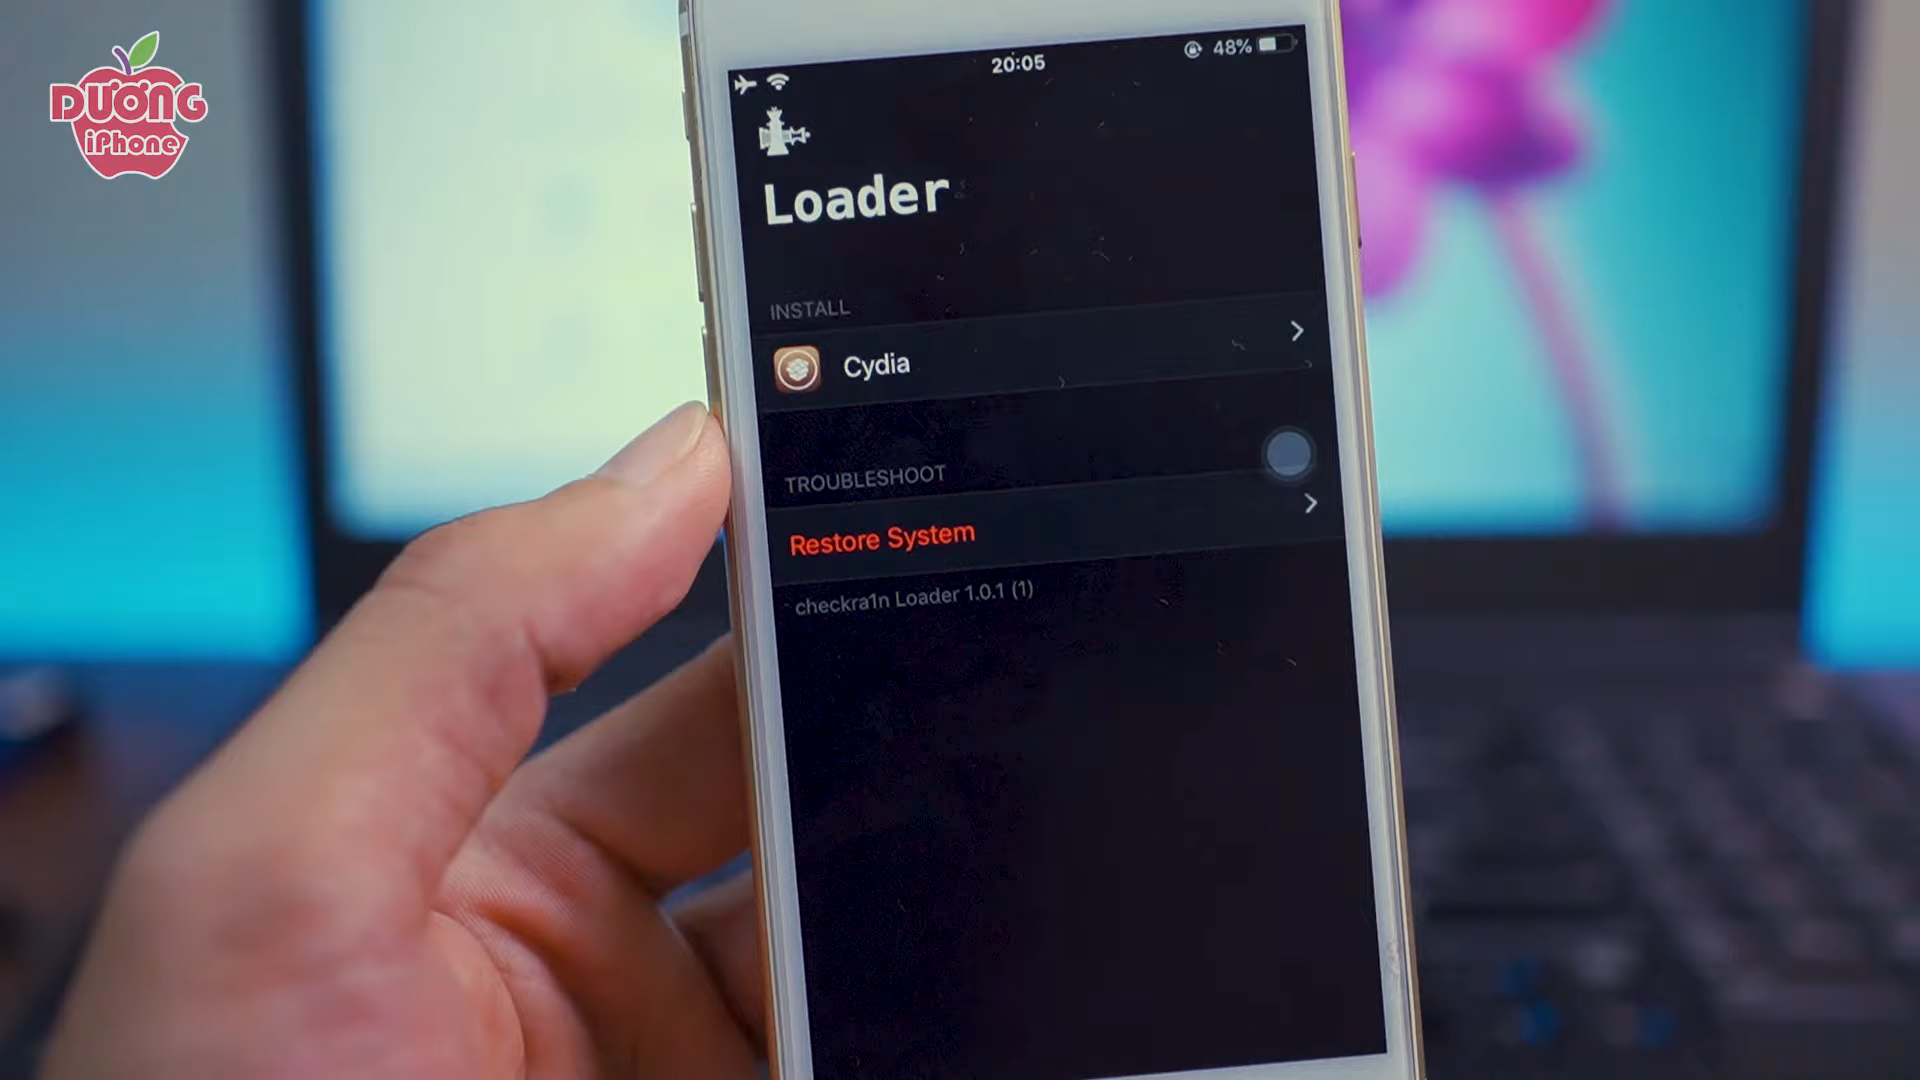 DƯƠNG
iPhone
20:05
48%
Loader
INSTALL
Cydia
TROUBLESHOOT
Restore System
checkra1n Loader 1.0.1 (1)